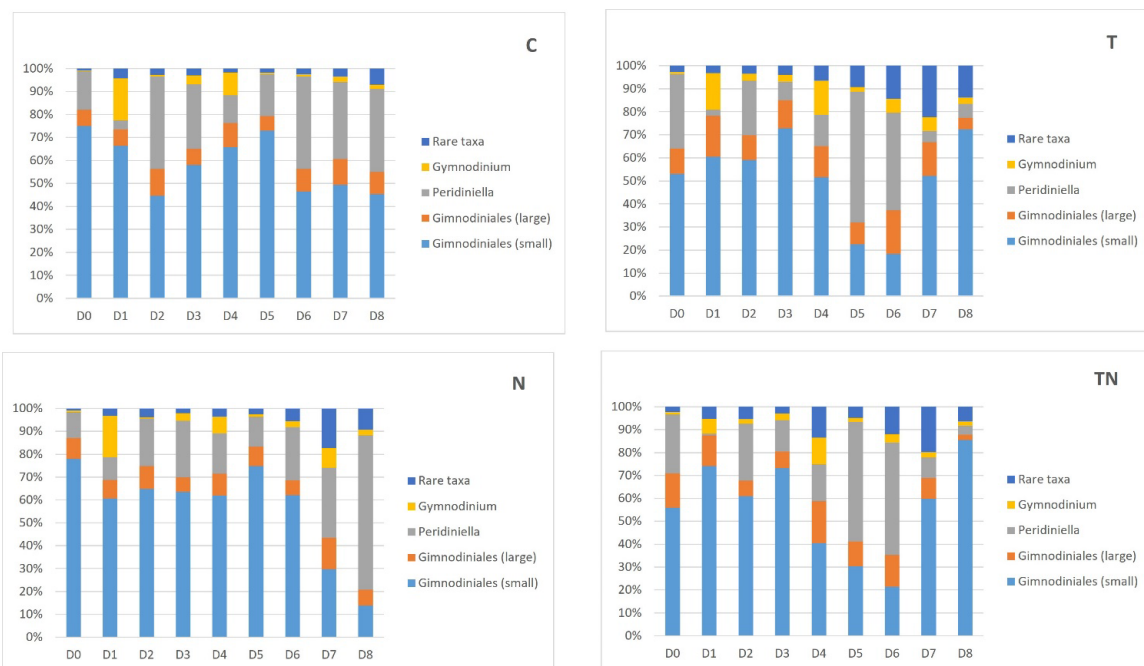 C
100%
90%
80%
70%
60%
50%
40%
30%
20%
10%
0%
D0 D1 D2 D3 D4 D5 D6 D7 D8
Rare taxa
Gymnodinium
Peridiniella
Gimnodiniales (large)
Gimnodiniales (small)
T
100%
90%
80%
70%
60%
50%
40%
30%
20%
10%
0%
D0 D1 D2 D3 D4 D5 D6 D7 D8
Rare taxa
Gymnodinium
Peridiniella
Gimnodiniales (large)
Gimnodiniales (small)
N
100%
90%
80%
70%
60%
50%
40%
30%
20%
10%
0%
D0 D1 D2 D3 D4 D5 D6 D7 D8
Rare taxa
Gymnodinium
Peridiniella
Gimnodiniales (large)
Gimnodiniales (small)
TN
100%
90%
80%
70%
60%
50%
40%
30%
20%
10%
0%
D0 D1 D2 D3 D4 D5 D6 D7 D8
Rare taxa
Gymnodinium
Peridiniella
Gimnodiniales (large)
Gimnodiniales (small)